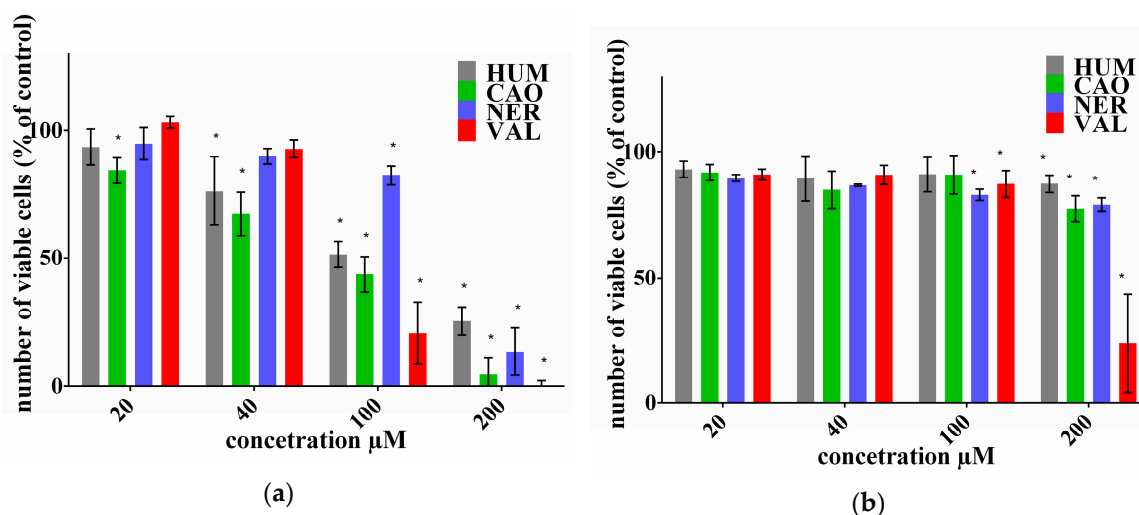 (a)
number of viable cells (% of control)
100
50
0
HUM
CAO
NER
VAL
*
*
*
*
*
*
*
*
*
*
*
20
40
100
200
concetration µM
(b)
number of viable cells (% of control)
100
50
0
HUM
CAO
NER
VAL
*
*
*
*
*
*
20
40
100
200
concetration µM